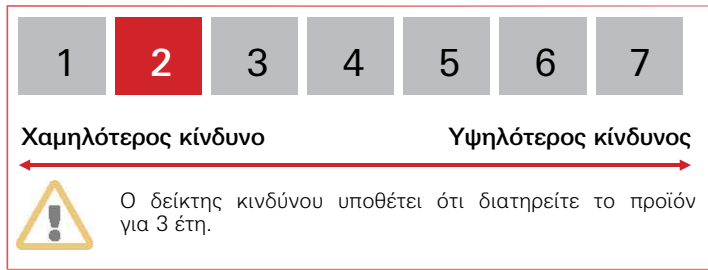 1 2 3 4 5 6 7
Χαμηλότερος κίνδυνο Υψηλότερος κίνδυνος
Ο δείκτης κινδύνου υποθέτει ότι διατηρείτε το προϊόν
για 3 έτη.